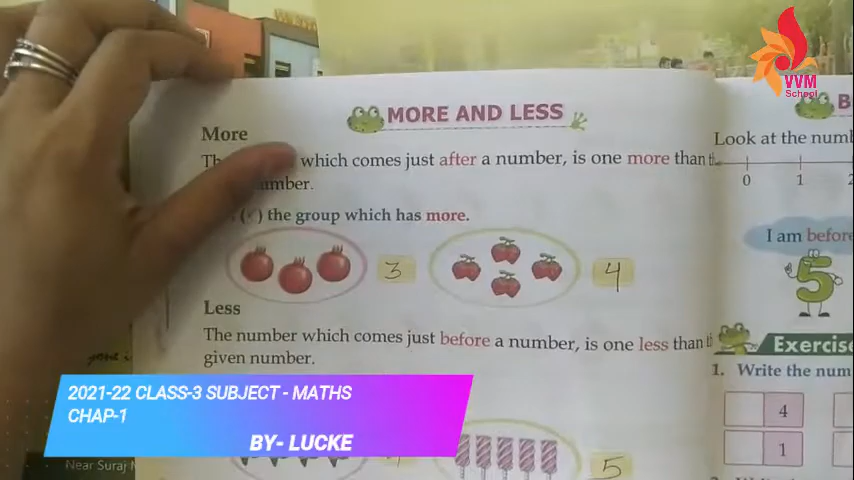 VVM
School
MORE AND LESS
More
which comes just after a number, is one more than
number.
the group which has more.
3
4
Less
The number which comes just before a number, is one less than
given number.
5
Look at the
0
1
2
I am before
5
Exercise
1. Write the
4
1
2021-22 CLASS-3 SUBJECT - MATHS
CHAP-1
BY- LUCKE
Near Suraj